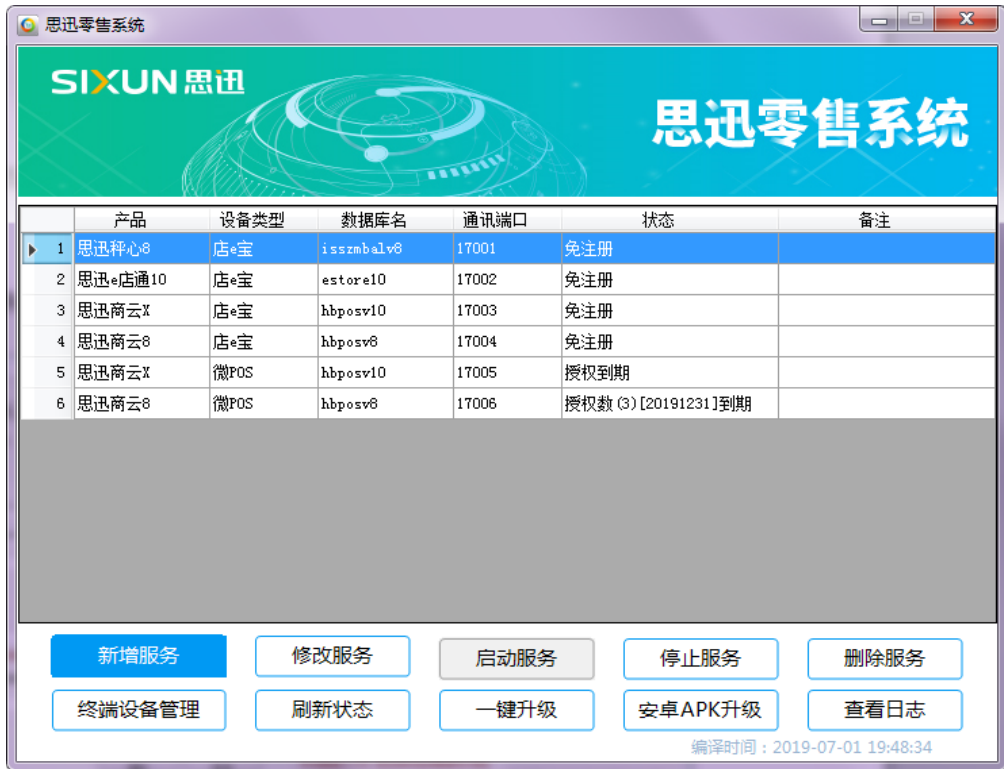 思迅零售系统
SIXUN思迅
思迅零售系统
产品 设备类型 数据库名 通讯端口 状态 备注
1 思迅秤心8 店e宝 isszmbalv8 17001 免注册
2 思迅e店通10 店e宝 estore10 17002 免注册
3 思迅商云X 店e宝 hbposv10 17003 免注册
4 思迅商云8 店e宝 hbposv8 17004 免注册
5 思迅商云X 微POS hbposv10 17005 授权到期
6 思迅商云8 微POS hbposv8 17006 授权数(3)[20191231]到期
新增服务 修改服务 启动服务 停止服务 删除服务
终端设备管理 刷新状态 一键升级 安卓APK升级 查看日志
编译时间：2019-07-01 19:48:34